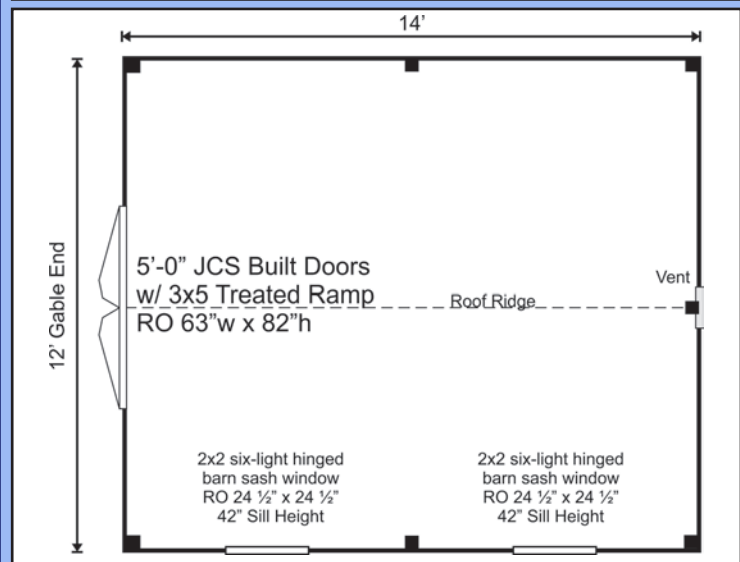 14’
12’ Gable End
5’-0” JCS Built Doors
w/ 3x5 Treated Ramp
RO 63”w x 82”h
Roof Ridge
Vent
2x2 six-light hinged
barn sash window
RO 24 ½” x 24 ½”
42” Sill Height
2x2 six-light hinged
barn sash window
RO 24 ½” x 24 ½”
42” Sill Height